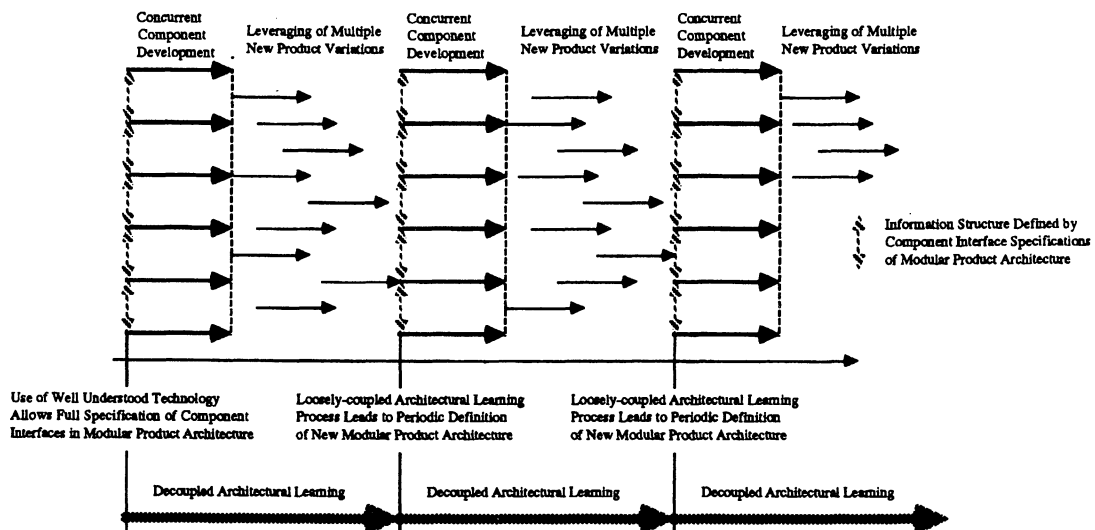 Concurrent
Component
Development
Leveraging of Multiple
New Product Variations
Concurrent
Component
Development
Leveraging of Multiple
New Product Variations
Concurrent
Component
Development
Leveraging of Multiple
New Product Variations
Information Structure Defined by
Component Interface Specifications
of Modular Product Architecture
Use of Well Understood Technology
Allows Full Specification of Component
Interfaces in Modular Product Architecture
Loosely-coupled Architectural Learning
Process Leads to Periodic Definition
of New Modular Product Architecture
Loosely-coupled Architectural Learning
Process Leads to Periodic Definition
of New Modular Product Architecture
Decoupled Architectural Learning
Decoupled Architectural Learning
Decoupled Architectural Learning